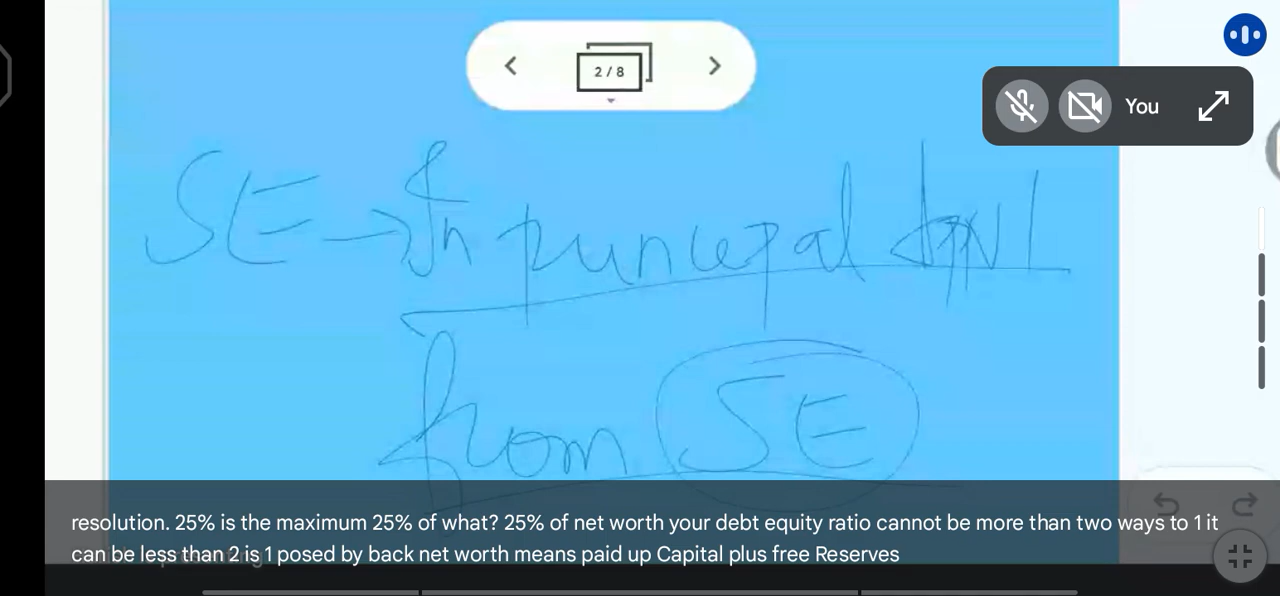 2 / 8
You
SE → In principal appl
from SE
resolution. 25% is the maximum 25% of what? 25% of net worth your debt equity ratio cannot be more than two ways to 1 it
can be less than 2 is 1 posed by back net worth means paid up Capital plus free Reserves